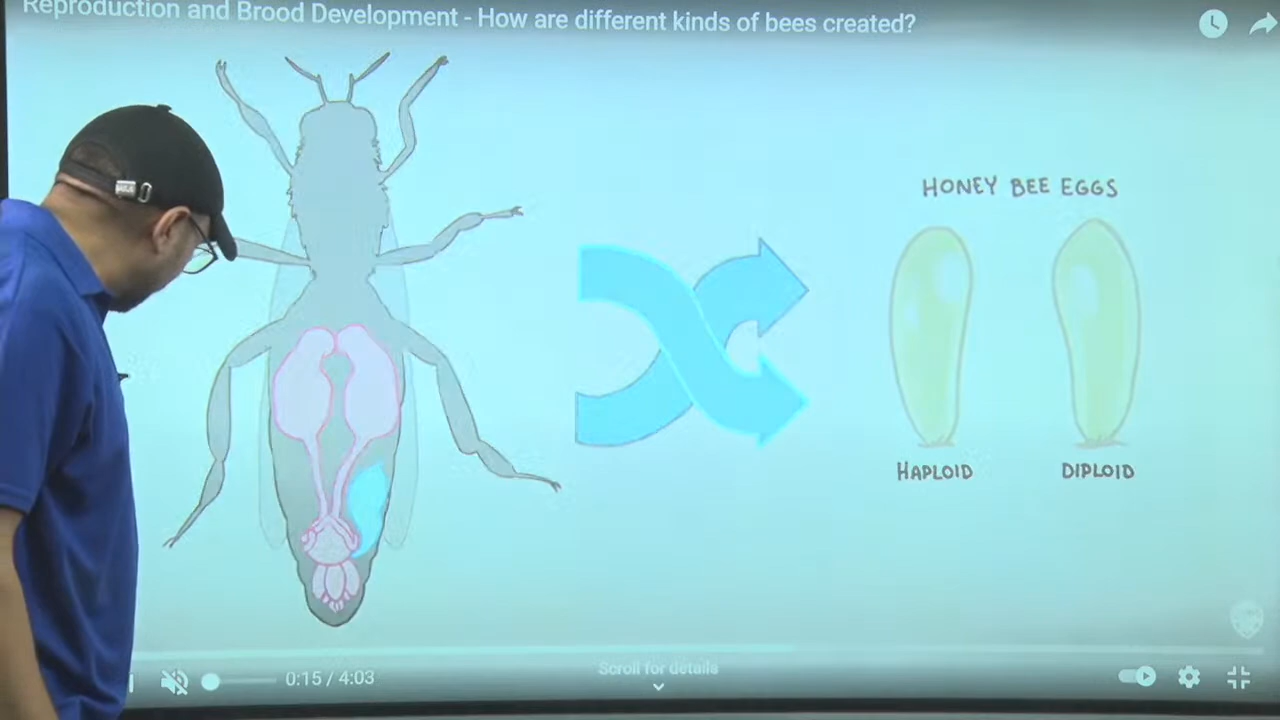 Reproduction and Brood Development - How are different kinds of bees created?
HONEY BEE EGGS
HAPLOID
DIPLOID
0:15 / 4:03
Scroll for details